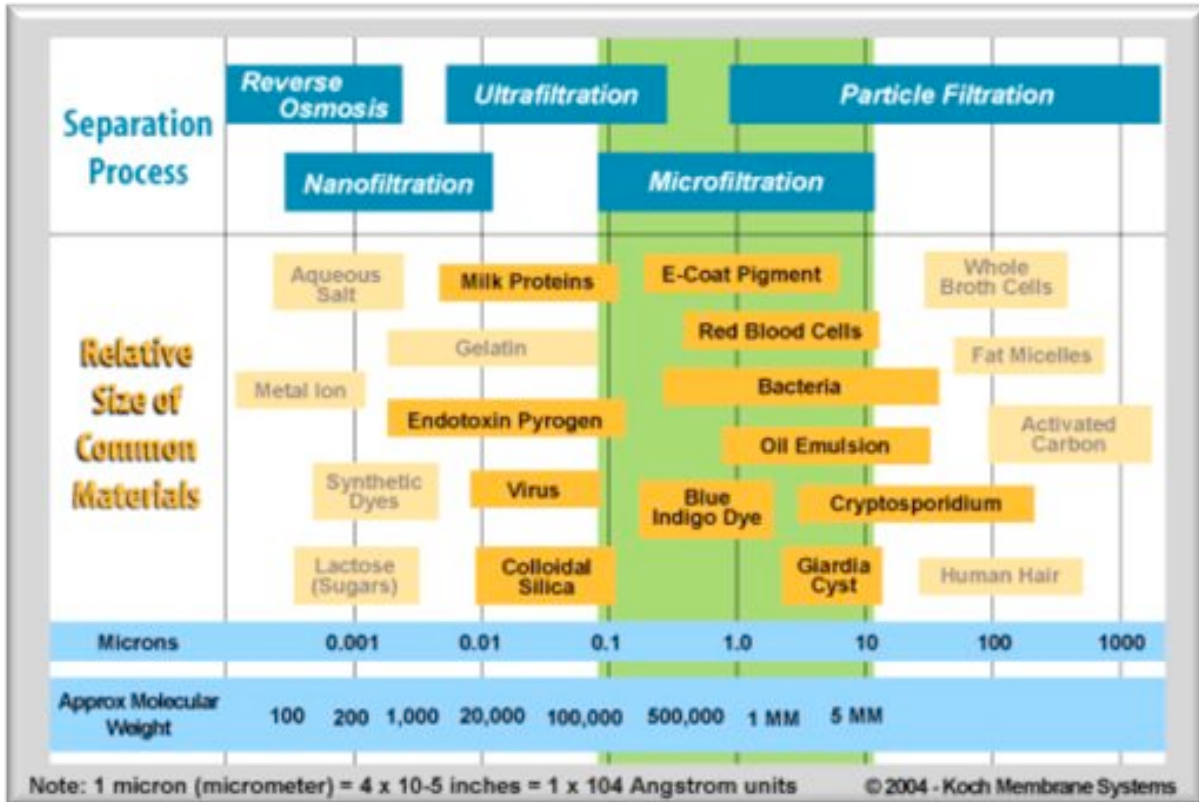 Separation
Process
Reverse
Osmosis
Ultrafiltration
Particle Filtration
Nanofiltration
Microfiltration
Relative
Size of
Common
Materials
Aqueous
Salt
Milk Proteins
E-Coat Pigment
Whole
Broth Cells
Red Blood Cells
Gelatin
Fat Micelles
Metal Ion
Bacteria
Endotoxin Pyrogen
Activated
Carbon
Oil Emulsion
Synthetic
Dyes
Virus
Blue
Indigo Dye
Cryptosporidium
Lactose
(Sugars)
Colloidal
Silica
Giardia
Cyst
Human Hair
Microns 0.001 0.01 0.1 1.0 10 100 1000
Approx Molecular
Weight
100 200 1,000 20,000 100,000 500,000 1 MM 5 MM
Note: 1 micron (micrometer) = 4 x 10-5 inches = 1 x 104 Angstrom units © 2004 - Koch Membrane Systems